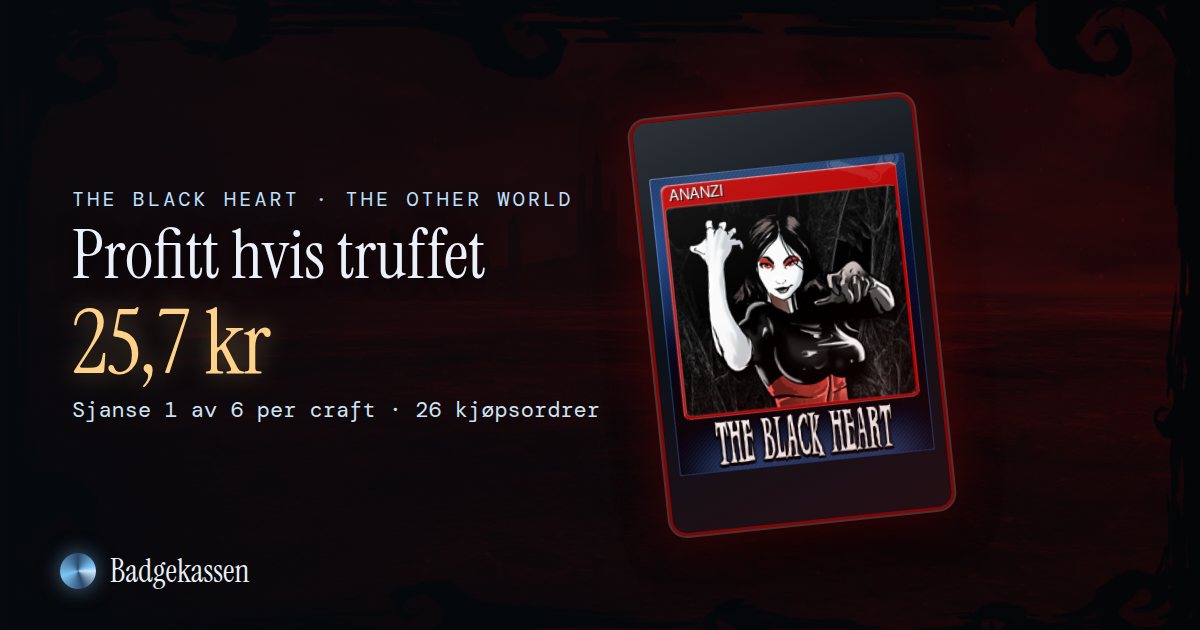 THE BLACK HEART · THE OTHER WORLD
Profitt hvis truffet
25,7 kr
Sjanse 1 av 6 per craft · 26 kjøpsordrer
ANANZI
THE BLACK HEART
Badgekassen